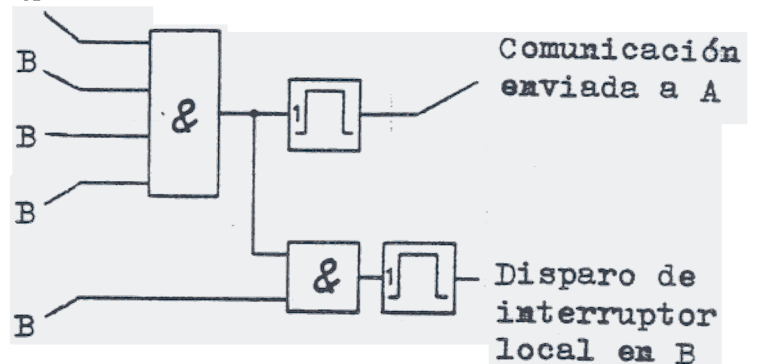 B
B
B
B
&
1
&
1
Comunicación
enviada a A
Disparo de
interruptor
local en B